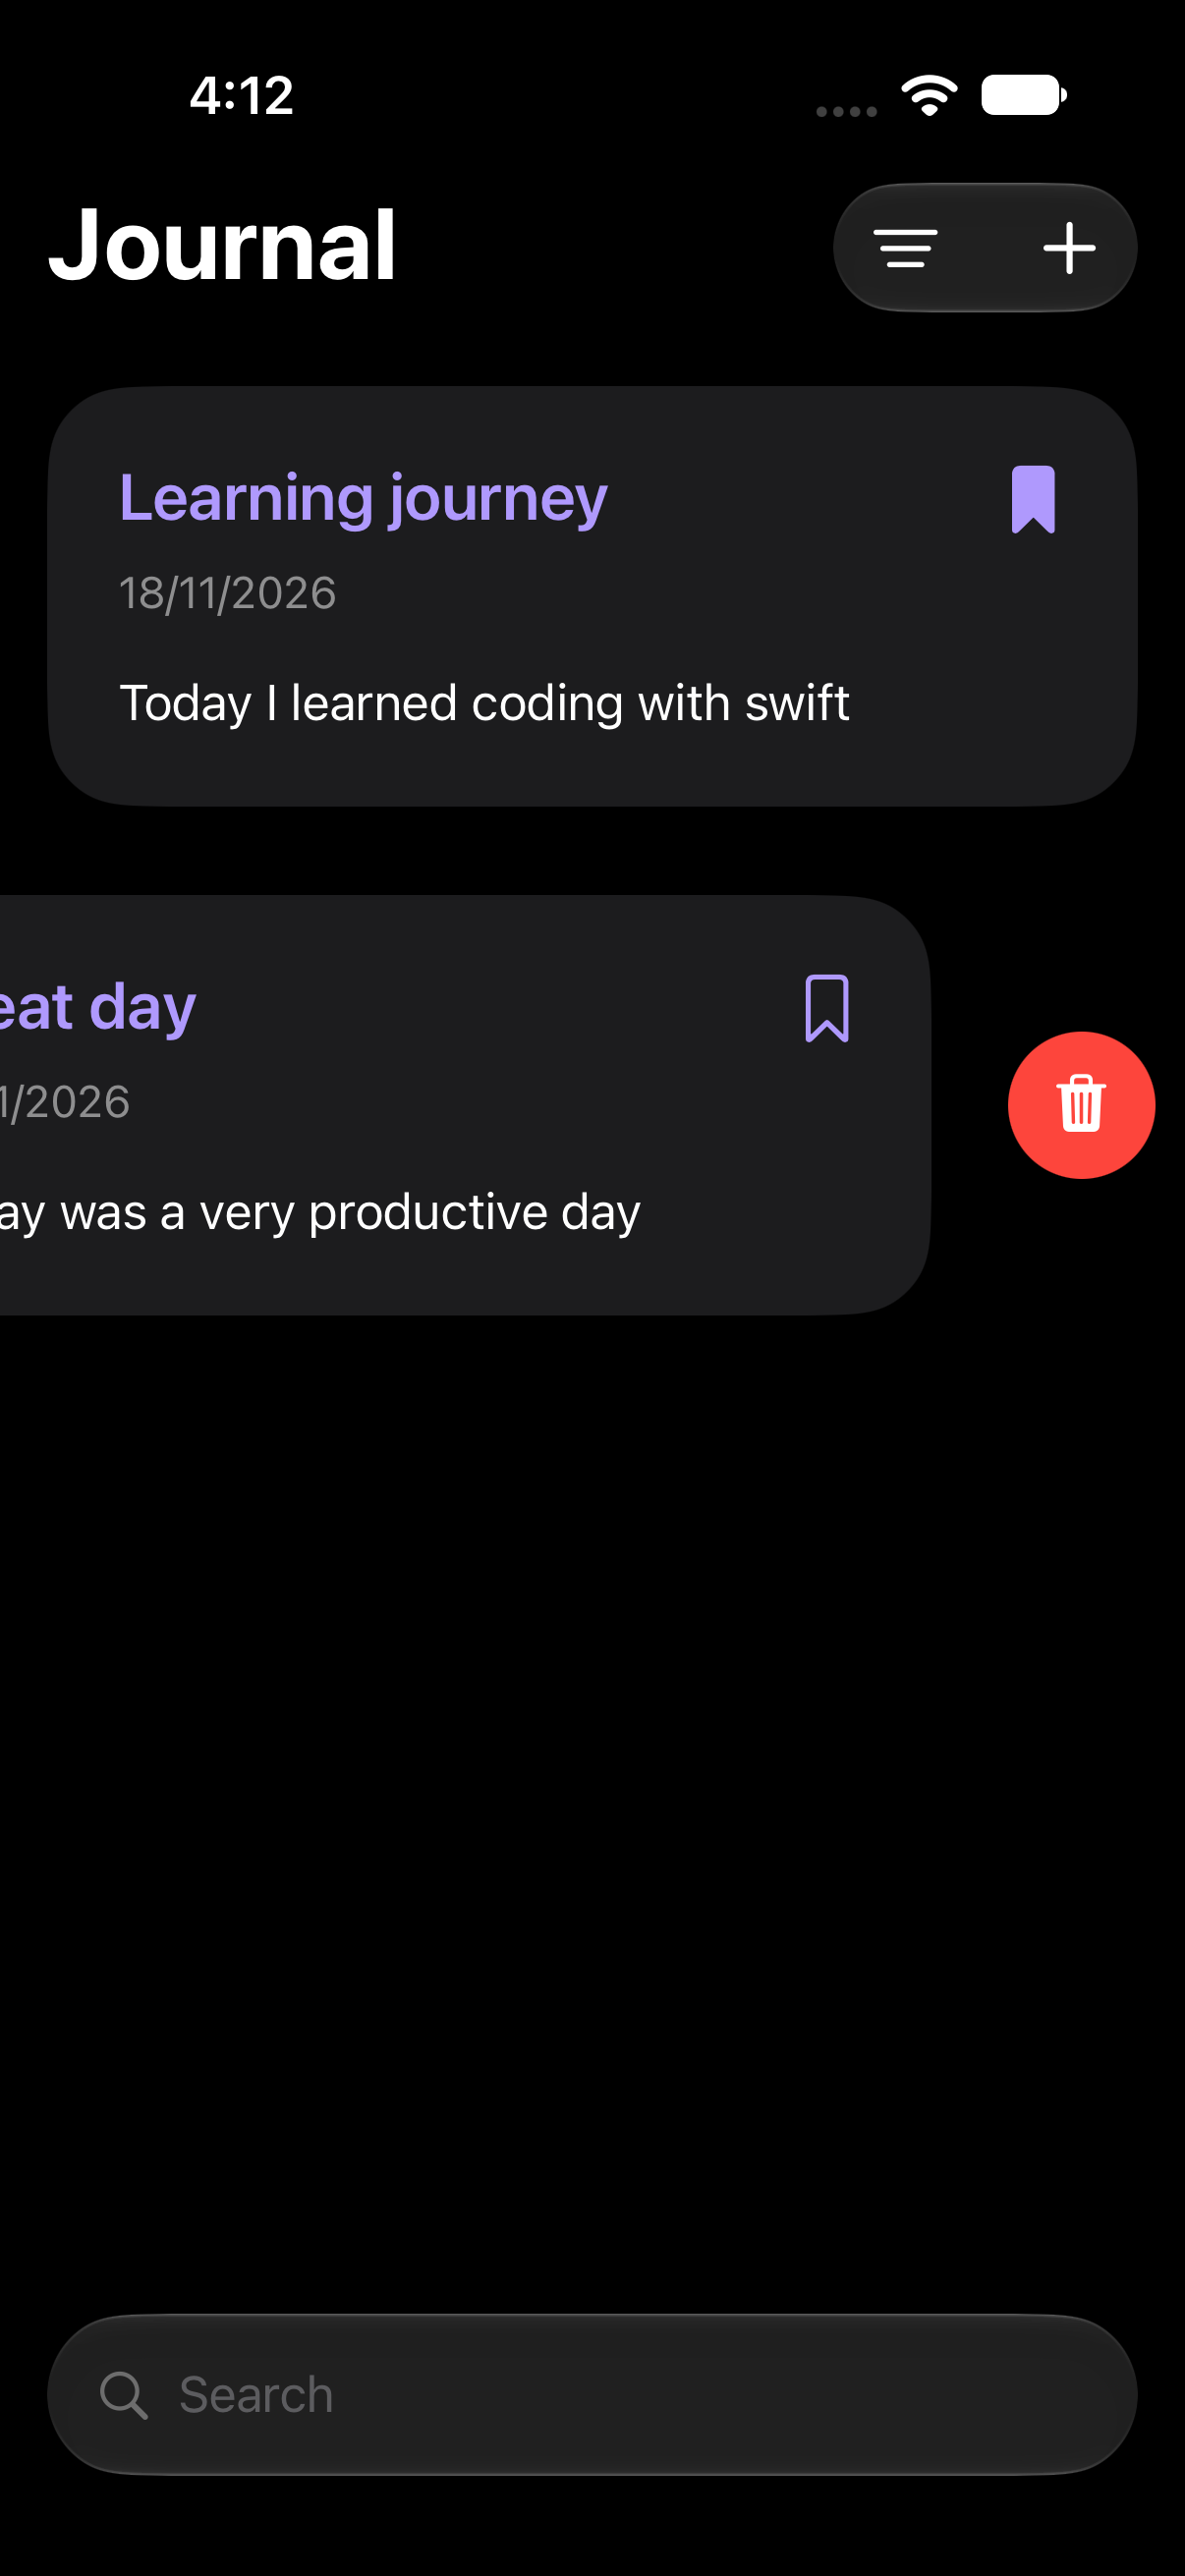 4:12
Journal
Learning journey
18/11/2026
Today I learned coding with swift
eat day
1/2026
ay was a very productive day
Search